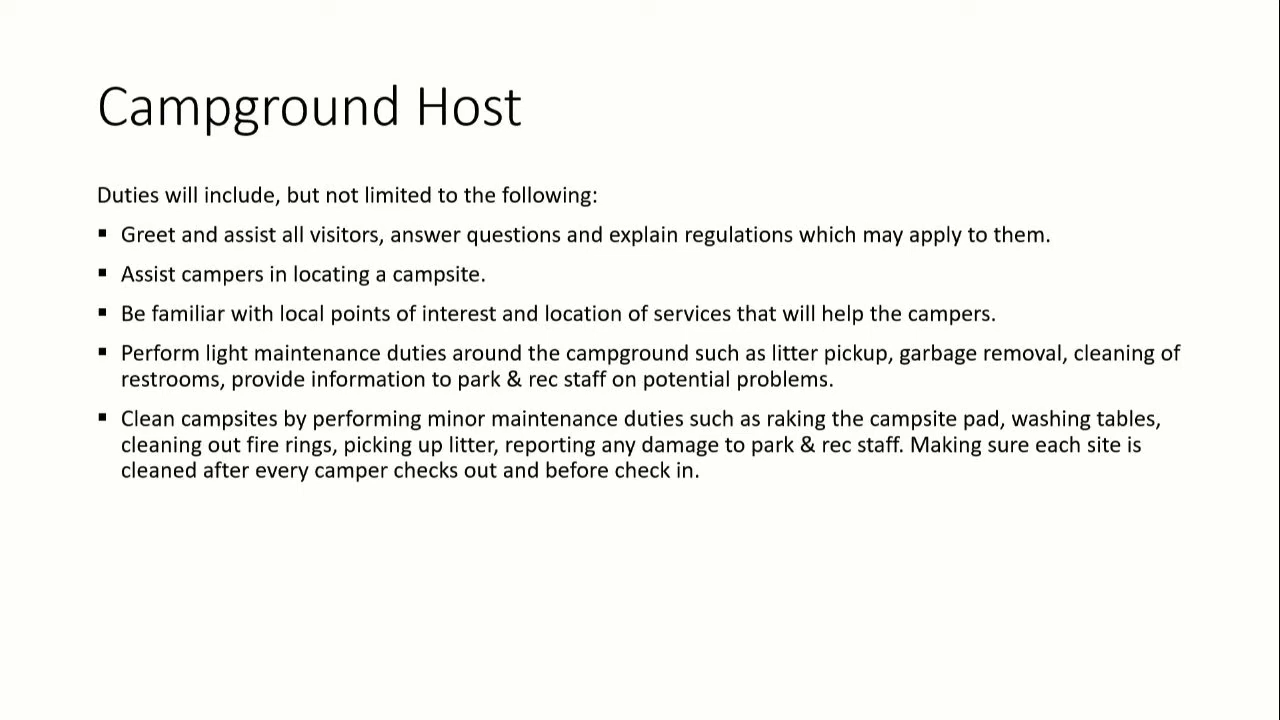 Campground Host
Duties will include, but not limited to the following:
▪ Greet and assist all visitors, answer questions and explain regulations which may apply to them.
▪ Assist campers in locating a campsite.
▪ Be familiar with local points of interest and location of services that will help the campers.
▪ Perform light maintenance duties around the campground such as litter pickup, garbage removal, cleaning of
restrooms, provide information to park & rec staff on potential problems.
▪ Clean campsites by performing minor maintenance duties such as raking the campsite pad, washing tables,
cleaning out fire rings, picking up litter, reporting any damage to park & rec staff. Making sure each site is
cleaned after every camper checks out and before check in.